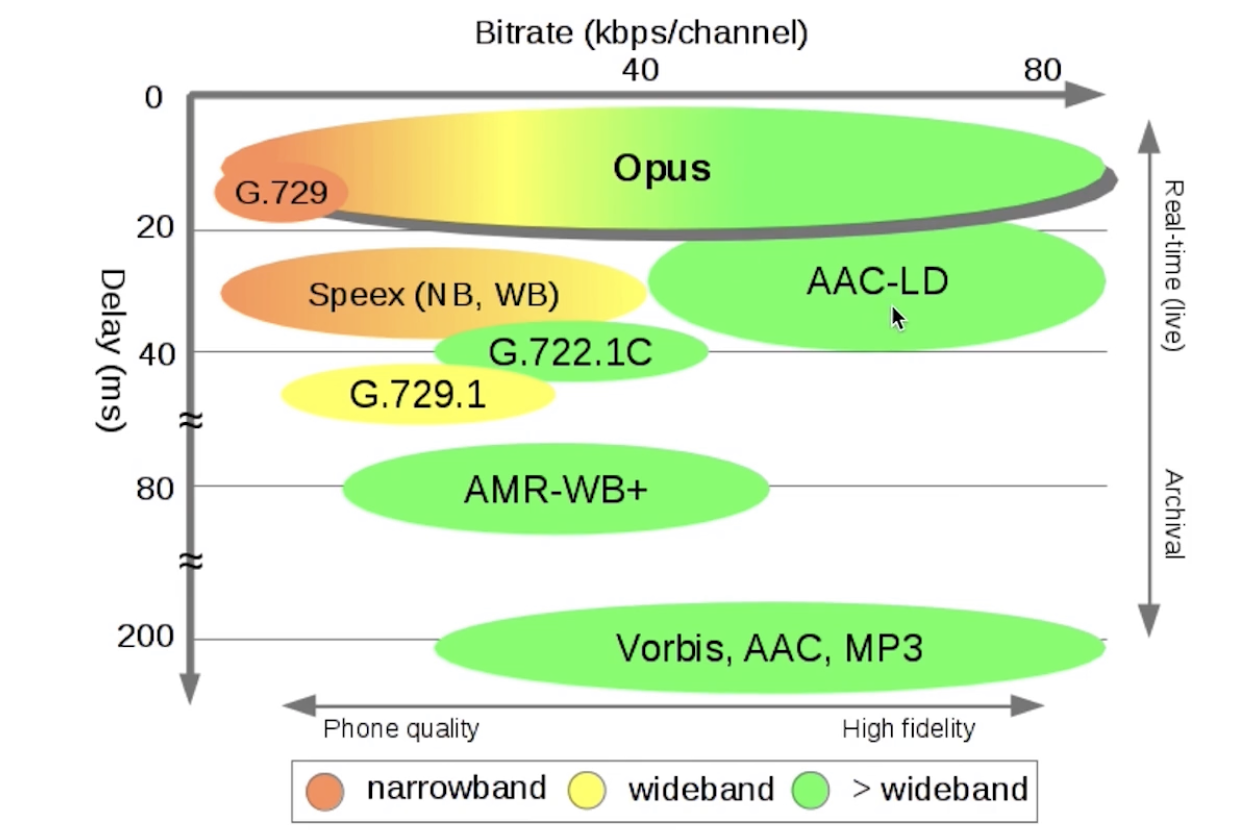 Bitrate (kbps/channel)
40
80
0
Opus
G.729
20
AAC-LD
Speex (NB, WB)
40
G.722.1C
G.729.1
≈
80
AMR-WB+
≈
200
Vorbis, AAC, MP3
Delay (ms)
Real-time (live)
Archival
Phone quality
High fidelity
narrowband
wideband
> wideband